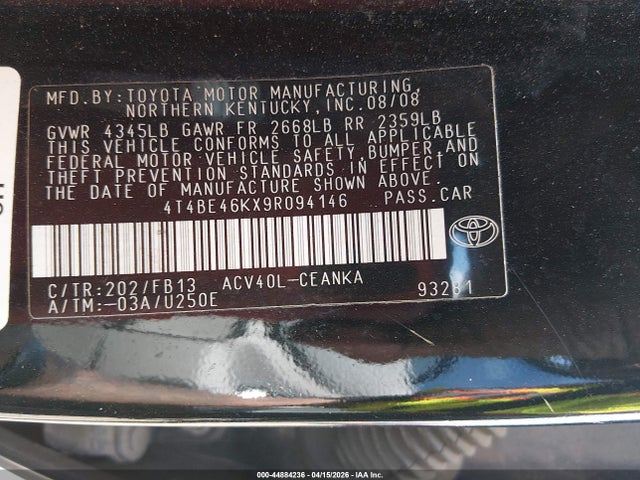 MFD.BY:TOYOTA MOTOR MANUFACTURING,
NORTHERN KENTUCKY,INC.08/08
GVWR 4345LB GAWR FR 2668LB RR 2359LB
THIS VEHICLE CONFORMS TO ALL APPLICABLE
FEDERAL MOTOR VEHICLE SAFETY,BUMPER AND
THEFT PREVENTION STANDARDS IN EFFECT ON
THE DATE OF MANUFACTURE SHOWN ABOVE.
4T4BE46KX9R094146 PASS.CAR
C/TR:202/FB13 ACV40L-CEANKA 93281
A/TM:-03A/U250E
000-44884236 - 04/15/2026 - IAA Inc.